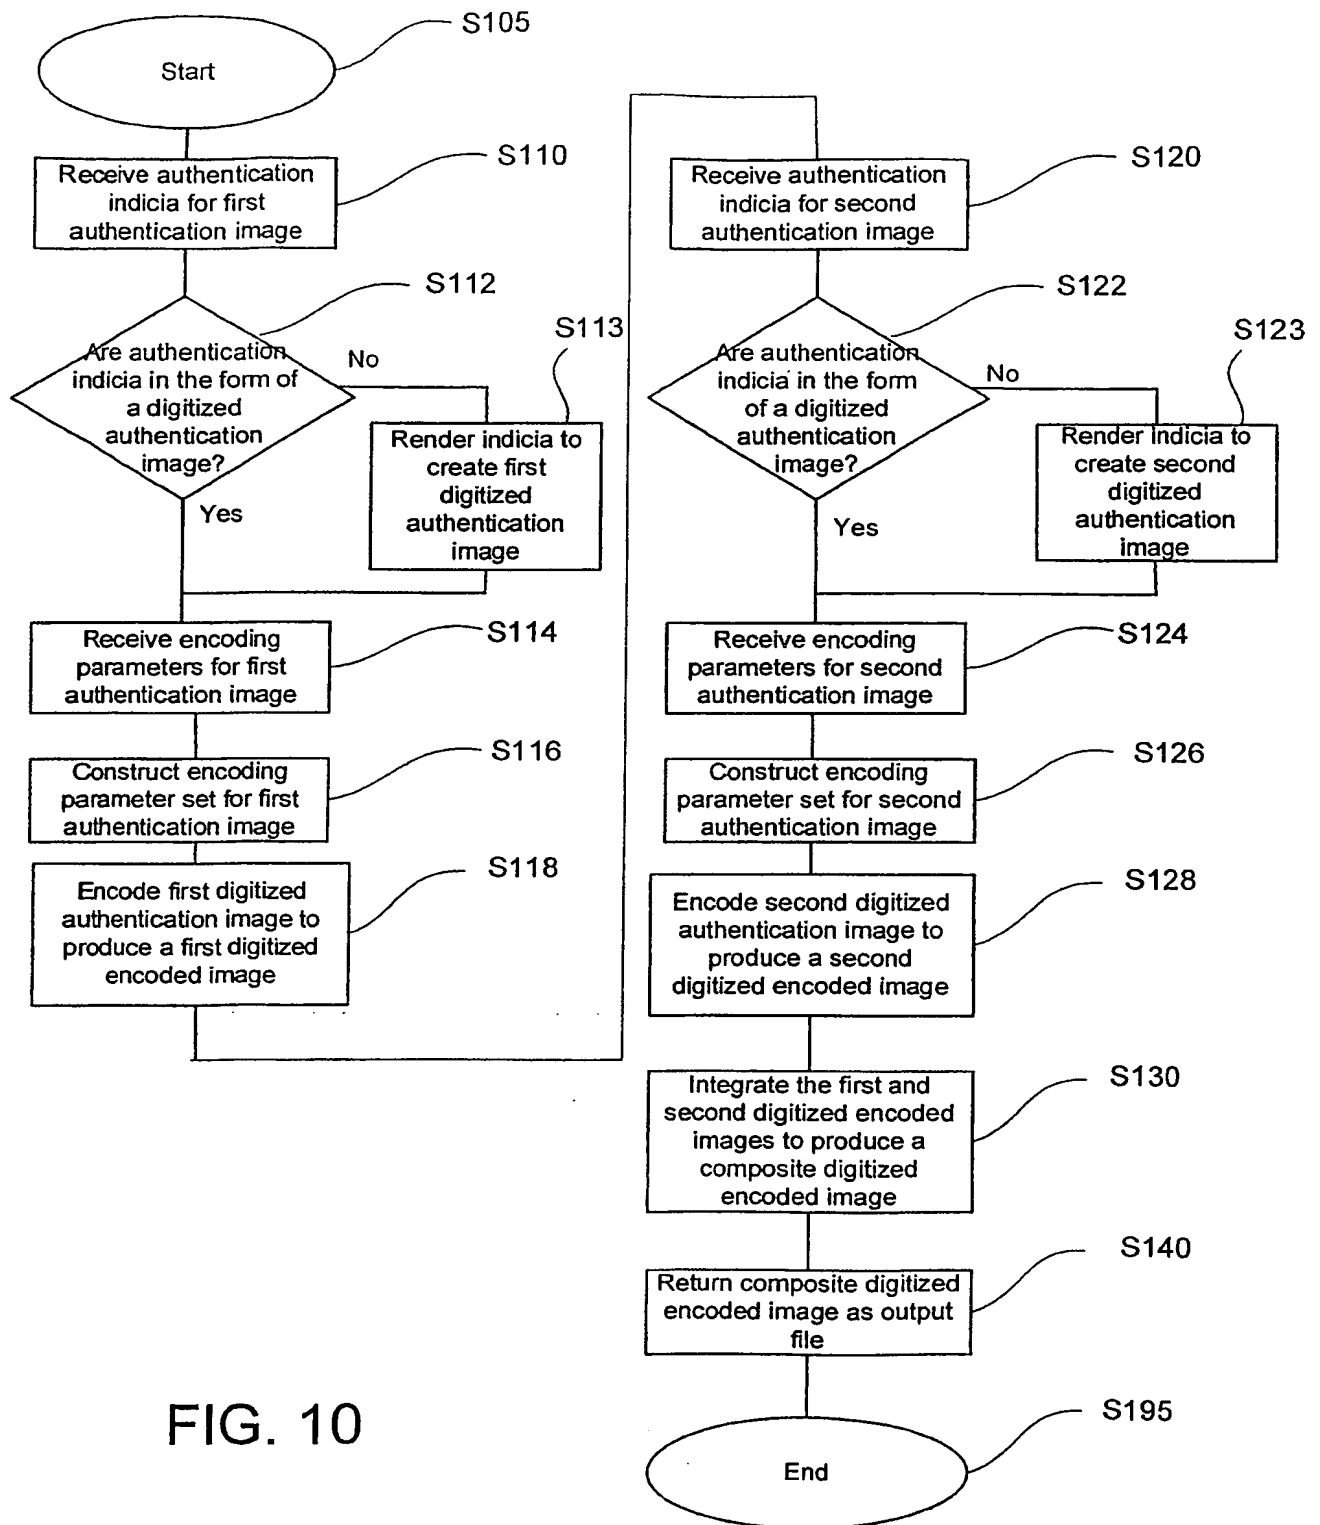 S105
Start
S110
Receive authentication
indicia for first
authentication image
S112
Are authentication
indicia in the form of
a digitized
authentication
image?
No
S113
Render indicia to
create first
digitized
authentication
image
Yes
S114
Receive encoding
parameters for first
authentication image
S116
Construct encoding
parameter set for first
authentication image
S118
Encode first digitized
authentication image to
produce a first digitized
encoded image
S120
Receive authentication
indicia for second
authentication image
S122
Are authentication
indicia in the form
of a digitized
authentication
image?
No
S123
Render indicia to
create second
digitized
authentication
image
Yes
S124
Receive encoding
parameters for second
authentication image
S126
Construct encoding
parameter set for second
authentication image
S128
Encode second digitized
authentication image to
produce a second
digitized encoded image
S130
Integrate the first and
second digitized encoded
images to produce a
composite digitized
encoded image
S140
Return composite digitized
encoded image as output
file
S195
End
FIG. 10